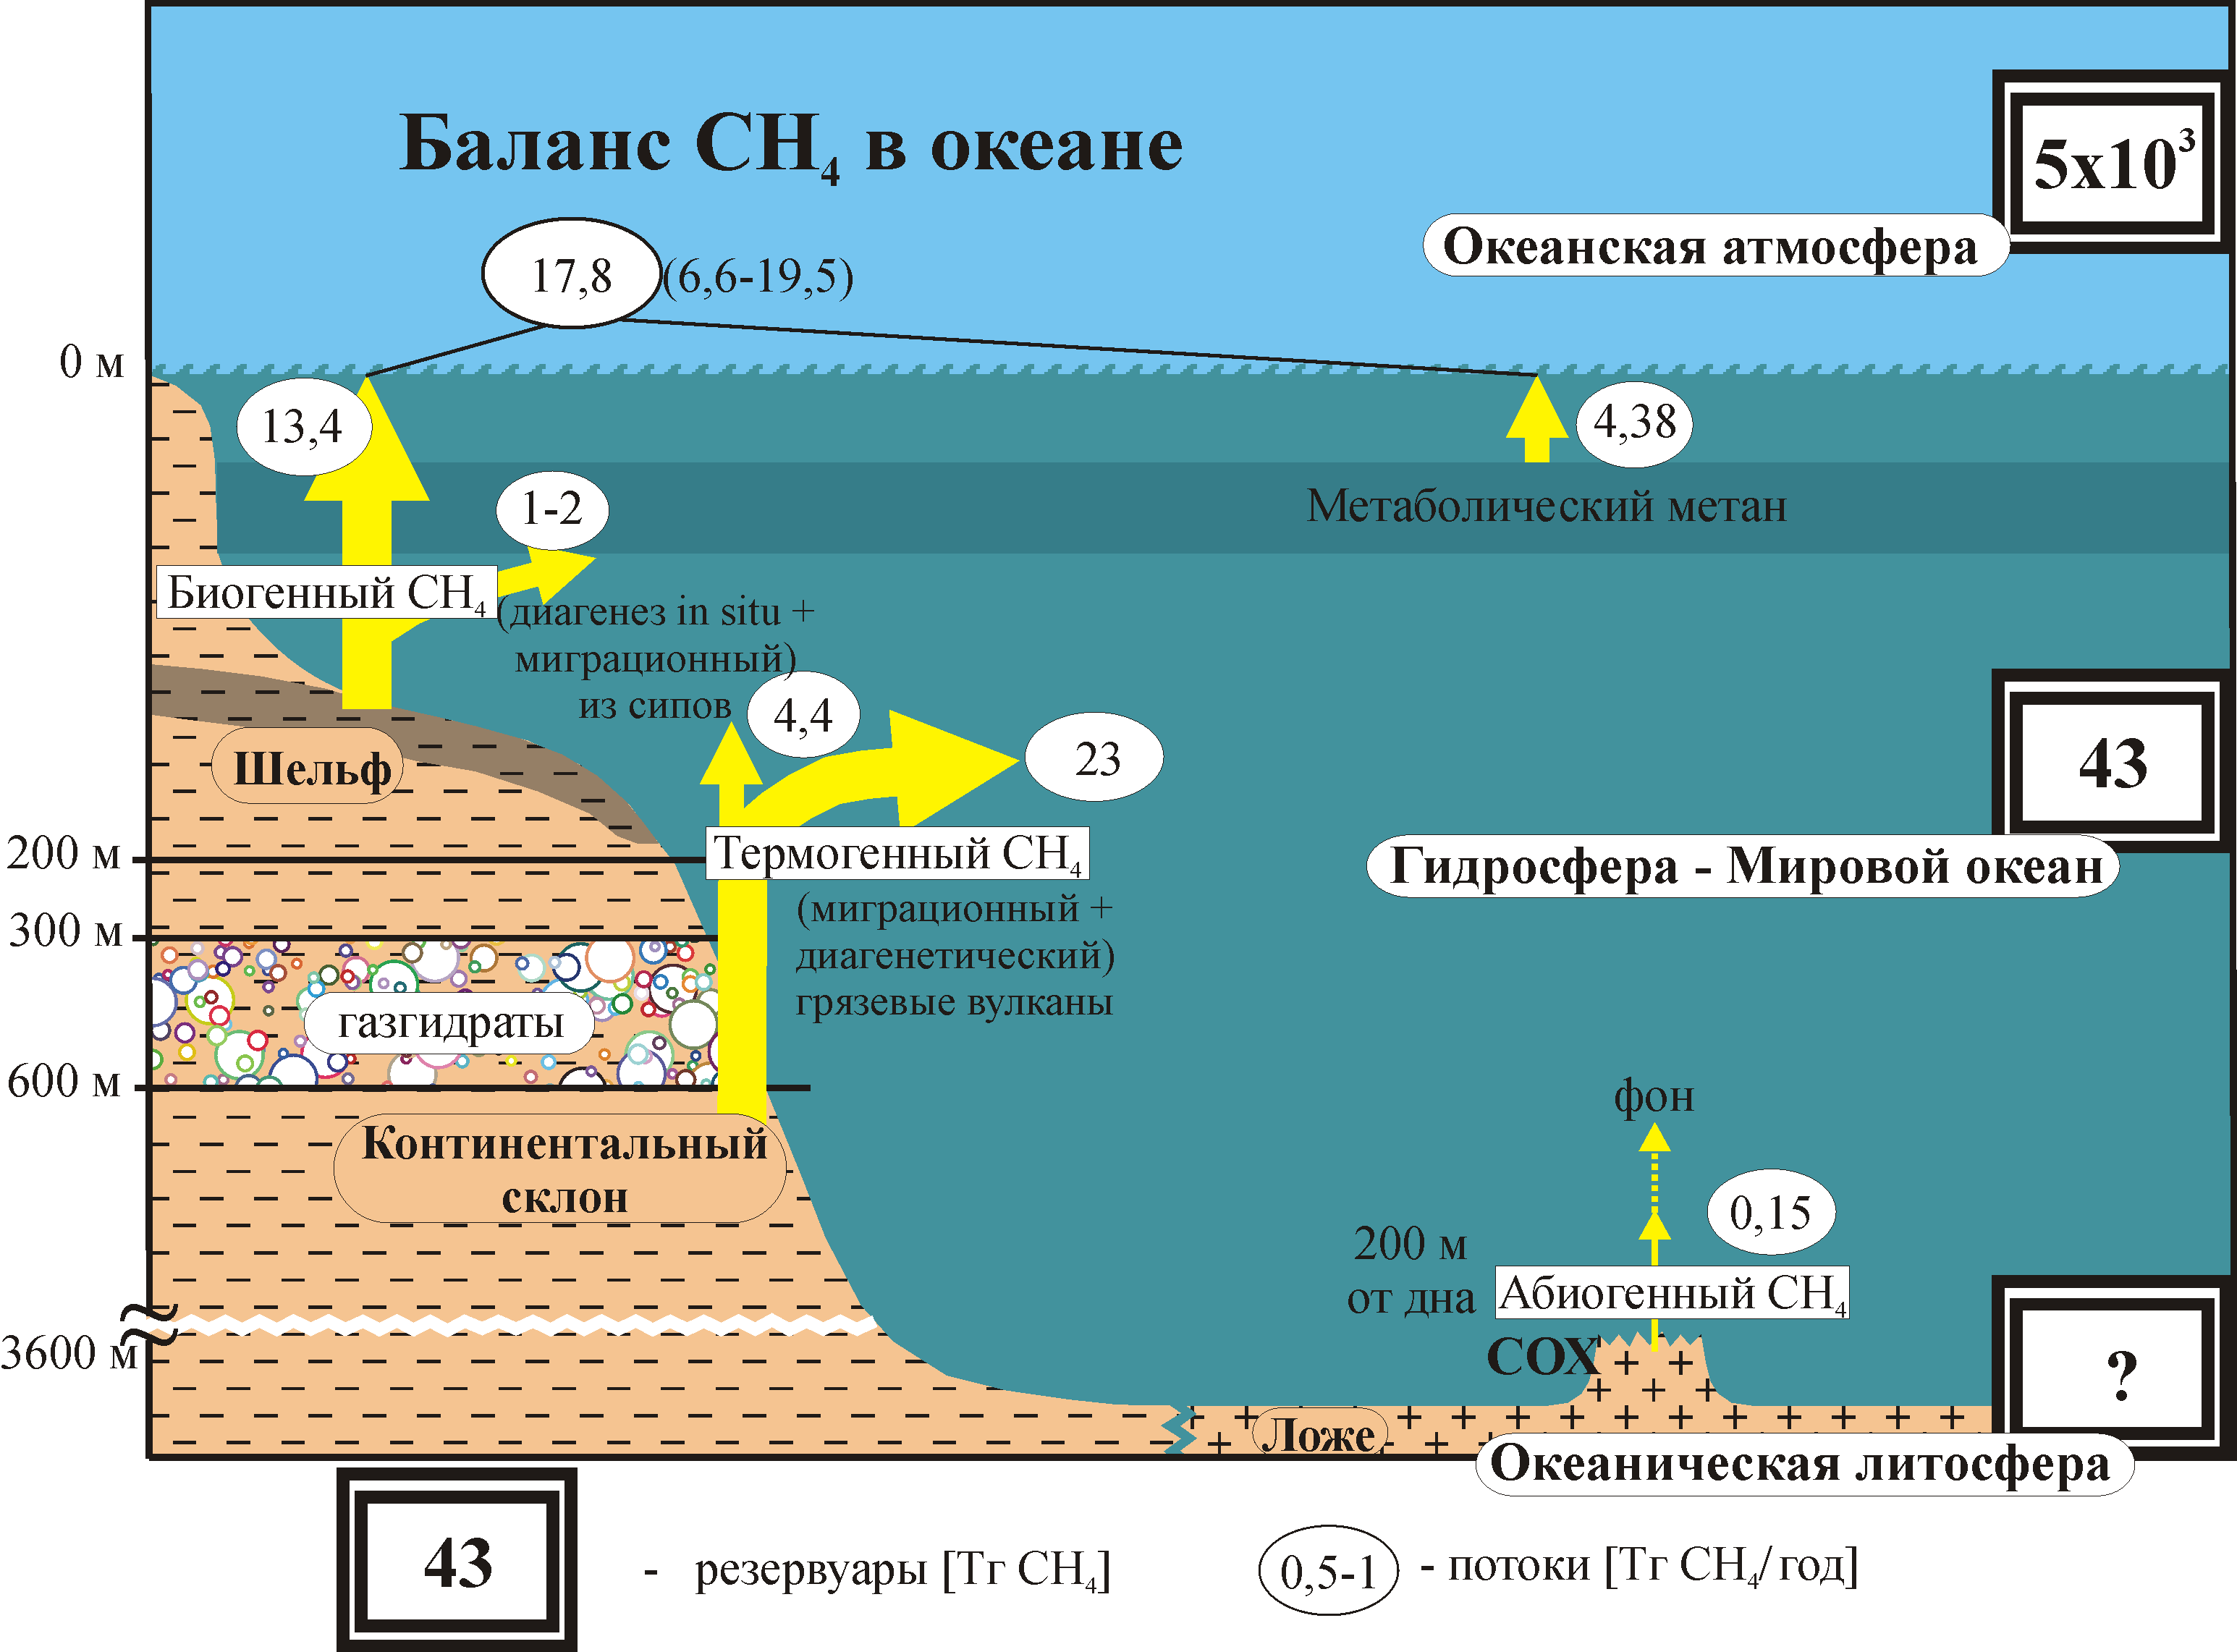 Баланс CH₄ в океане
5x10³
Океанская атмосфера
17,8 (6,6-19,5)
0 м
13,4
4,38
1-2
Метаболический метан
Биогенный CH₄
(диагенез in situ +
миграционный)
из сипов
4,4
23
43
Шельф
200 м
Термогенный CH₄
Гидросфера - Мировой океан
(миграционный +
диагенетический)
грязевые вулканы
300 м
газгидраты
600 м
Континентальный
склон
фон
0,15
200 м
от дна
Абиогенный CH₄
3600 м
СОХ
?
Ложе
Океаническая литосфера
43 - резервуары [Тг CH₄]
0,5-1 - потоки [Тг CH₄/год]